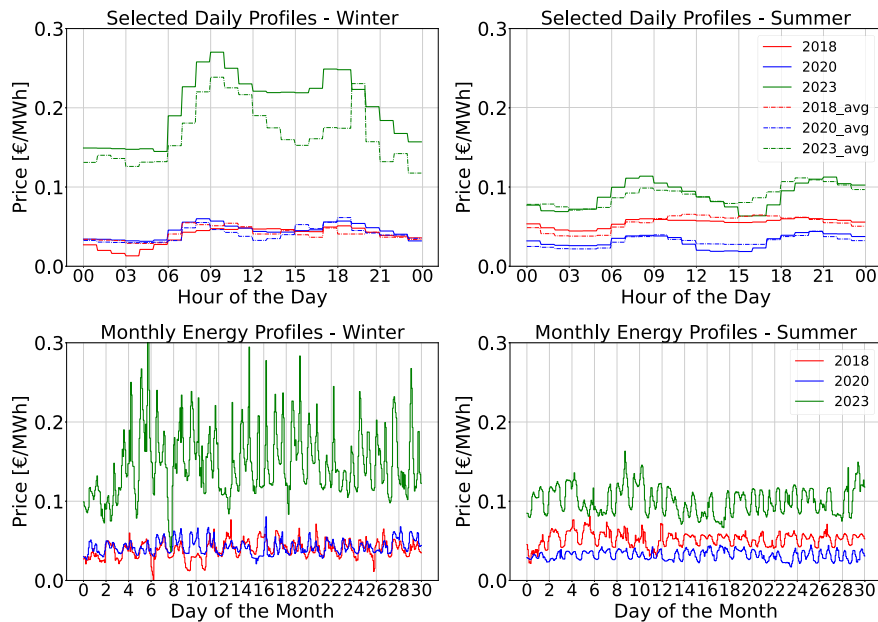 Selected Daily Profiles - Winter
Price [€/MWh]
0.3
0.2
0.1
0.0
00 03 06 09 12 15 18 21 00
Hour of the Day
Selected Daily Profiles - Summer
Price [€/MWh]
0.3
0.2
0.1
0.0
2018
2020
2023
2018_avg
2020_avg
2023_avg
00 03 06 09 12 15 18 21 00
Hour of the Day
Monthly Energy Profiles - Winter
Price [€/MWh]
0.3
0.2
0.1
0.0
0 2 4 6 8 10 12 14 16 18 20 22 24 26 28 30
Day of the Month
Monthly Energy Profiles - Summer
Price [€/MWh]
0.3
0.2
0.1
0.0
2018
2020
2023
0 2 4 6 8 10 12 14 16 18 20 22 24 26 28 30
Day of the Month